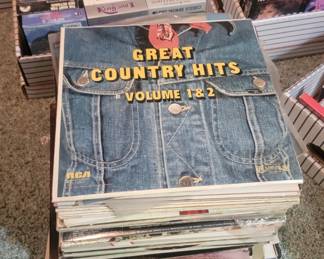 GREAT
COUNTRY HITS
VOLUME 1 & 2
RCA